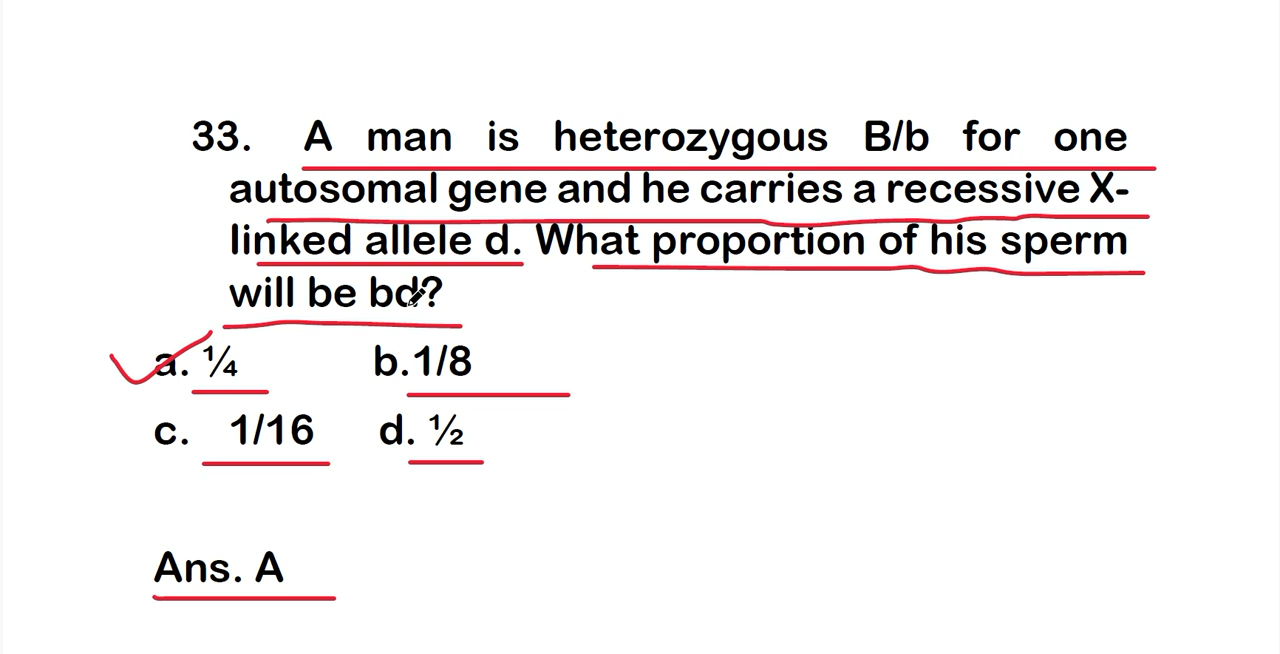 33. A man is heterozygous B/b for one
autosomal gene and he carries a recessive X-
linked allele d. What proportion of his sperm
will be bd?
a. ¼ b.1/8
c. 1/16 d. ½
Ans. A